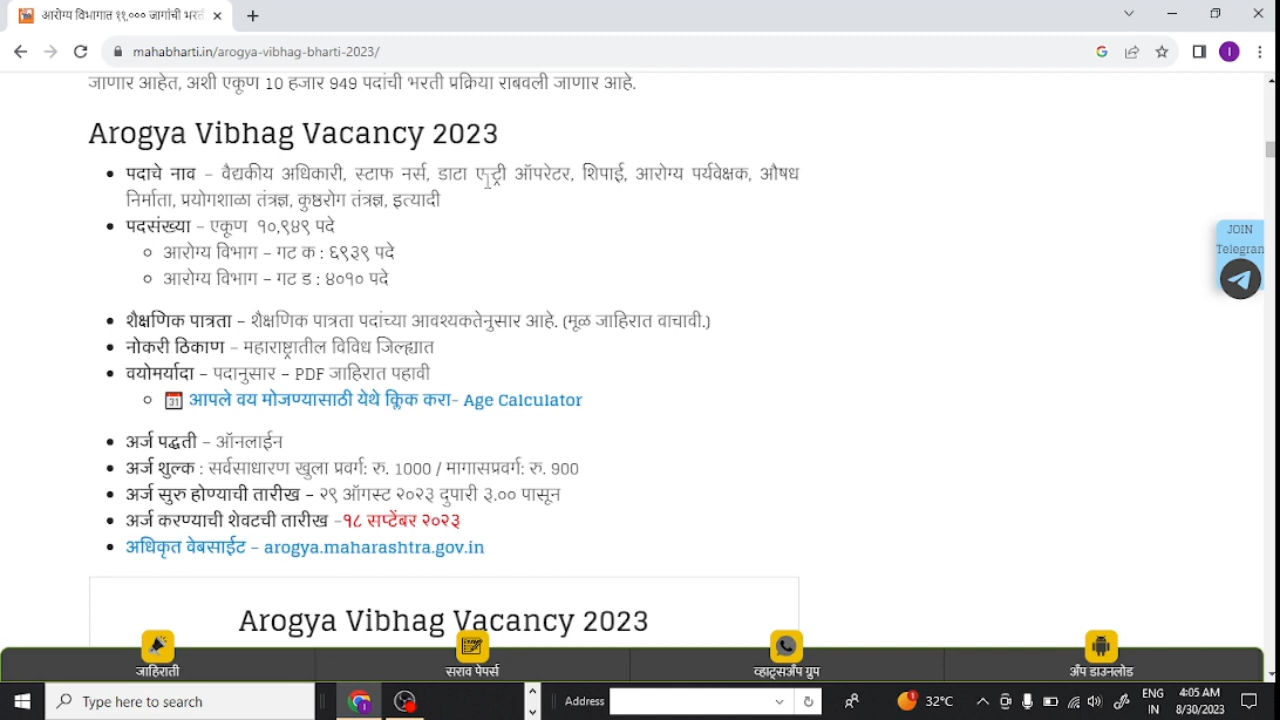 आरोग्य विभागात ११,००० जागांची भरती
mahabharti.in/arogya-vibhag-bharti-2023/
जाणार आहेत, अशी एकूण 10 हजार 949 पदांची भरती प्रक्रिया राबवली जाणार आहे.
Arogya Vibhag Vacancy 2023
पदाचे नाव – वैद्यकीय अधिकारी, स्टाफ नर्स, डाटा एन्ट्री ऑपरेटर, शिपाई, आरोग्य पर्यवेक्षक, औषध
निर्माता, प्रयोगशाळा तंत्रज्ञ, कुष्ठरोग तंत्रज्ञ, इत्यादी
पदसंख्या – एकूण १०,९४९ पदे
आरोग्य विभाग – गट क : ६९३९ पदे
आरोग्य विभाग – गट ड : ४०१० पदे
शैक्षणिक पात्रता – शैक्षणिक पात्रता पदांच्या आवश्यकतेनुसार आहे. (मूळ जाहिरात वाचावी.)
नोकरी ठिकाण – महाराष्ट्रातील विविध जिल्ह्यात
वयोमर्यादा – पदानुसार – PDF जाहिरात पहावी
आपले वय मोजण्यासाठी येथे क्लिक करा- Age Calculator
अर्ज पद्धती – ऑनलाईन
अर्ज शुल्क : सर्वसाधारण खुला प्रवर्ग: रु. 1000 / मागासप्रवर्ग: रु. 900
अर्ज सुरु होण्याची तारीख – २९ ऑगस्ट २०२३ दुपारी ३.०० पासून
अर्ज करण्याची शेवटची तारीख –१८ सप्टेंबर २०२३
अधिकृत वेबसाईट – arogya.maharashtra.gov.in
JOIN
Telegram
Arogya Vibhag Vacancy 2023
जाहिराती सराव पेपर्स व्हाट्सअँप ग्रुप अँप डाउनलोड
Type here to search Address 32°C ENG 4:05 AM
IN 8/30/2023